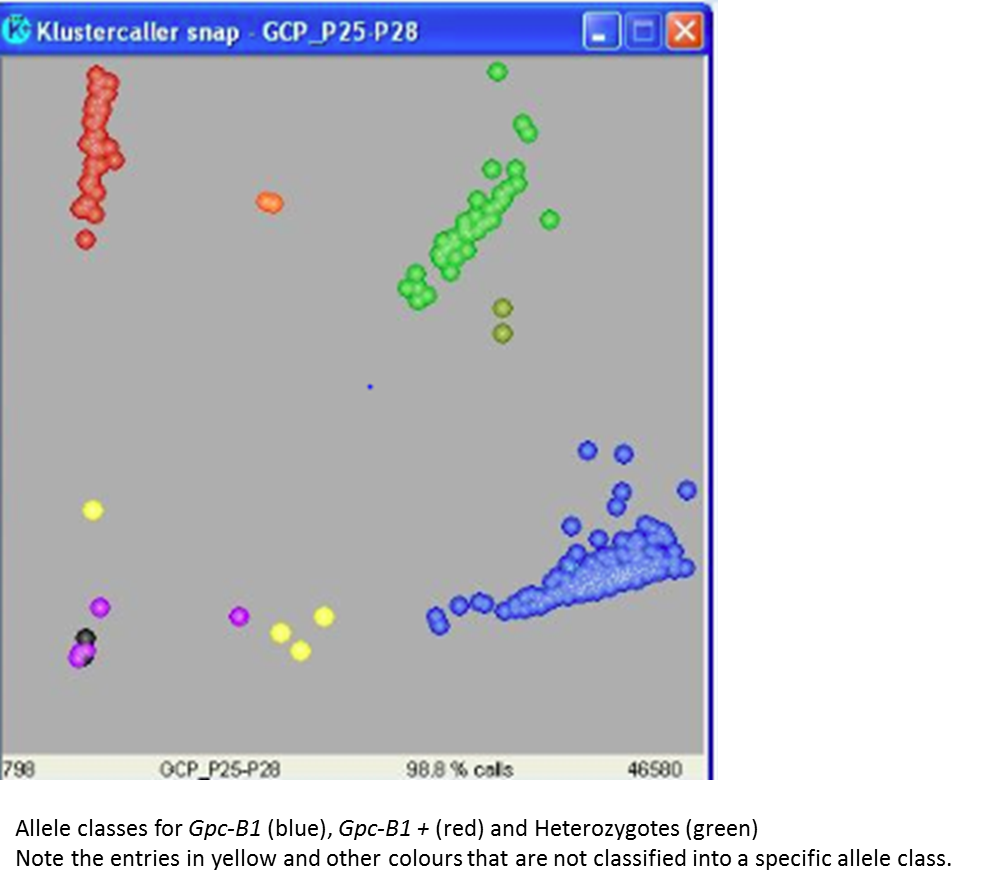 Klustercaller snap - GCP_P25-P28
798 GCP_P25-P28 98.8 % calls 46580
Allele classes for Gpc-B1 (blue), Gpc-B1 + (red) and Heterozygotes (green)
Note the entries in yellow and other colours that are not classified into a specific allele class.